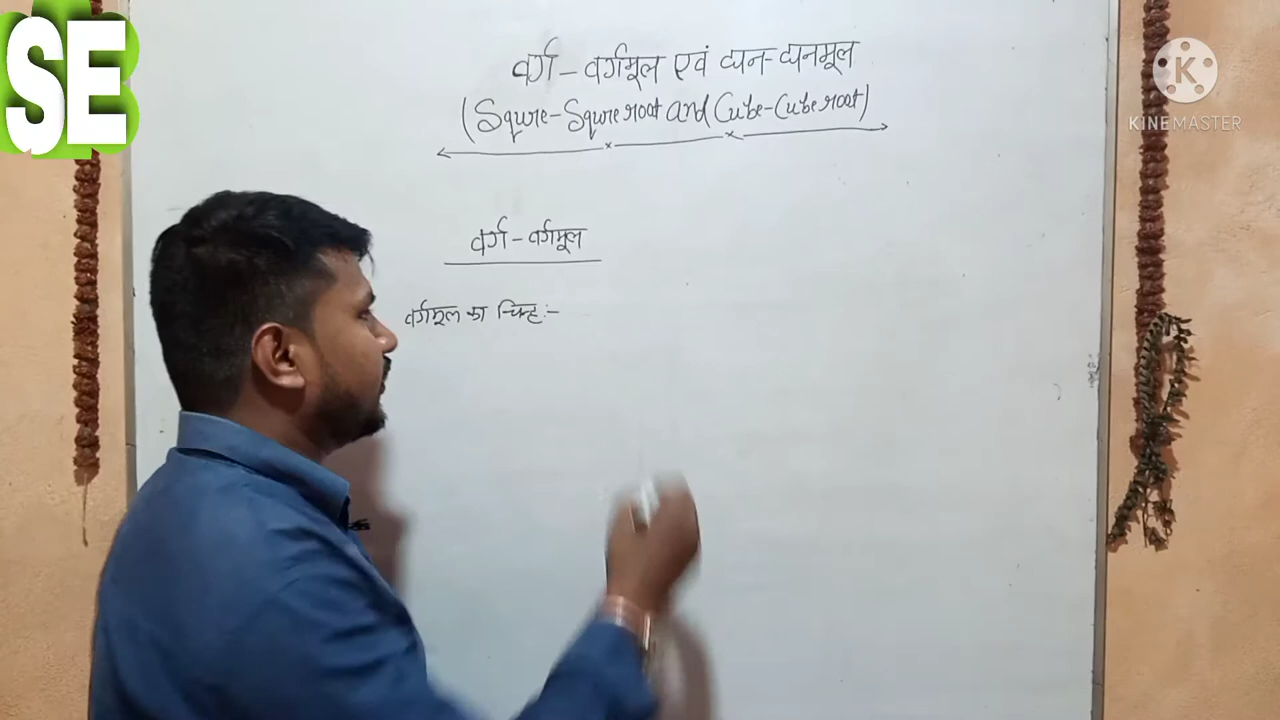 SE
वर्ग - वर्गमूल एवं घन-घनमूल
(Squre-Squre root and Cube-Cube root)
KINEMASTER
वर्ग - वर्गमूल
वर्गमूल का चिन्ह:-